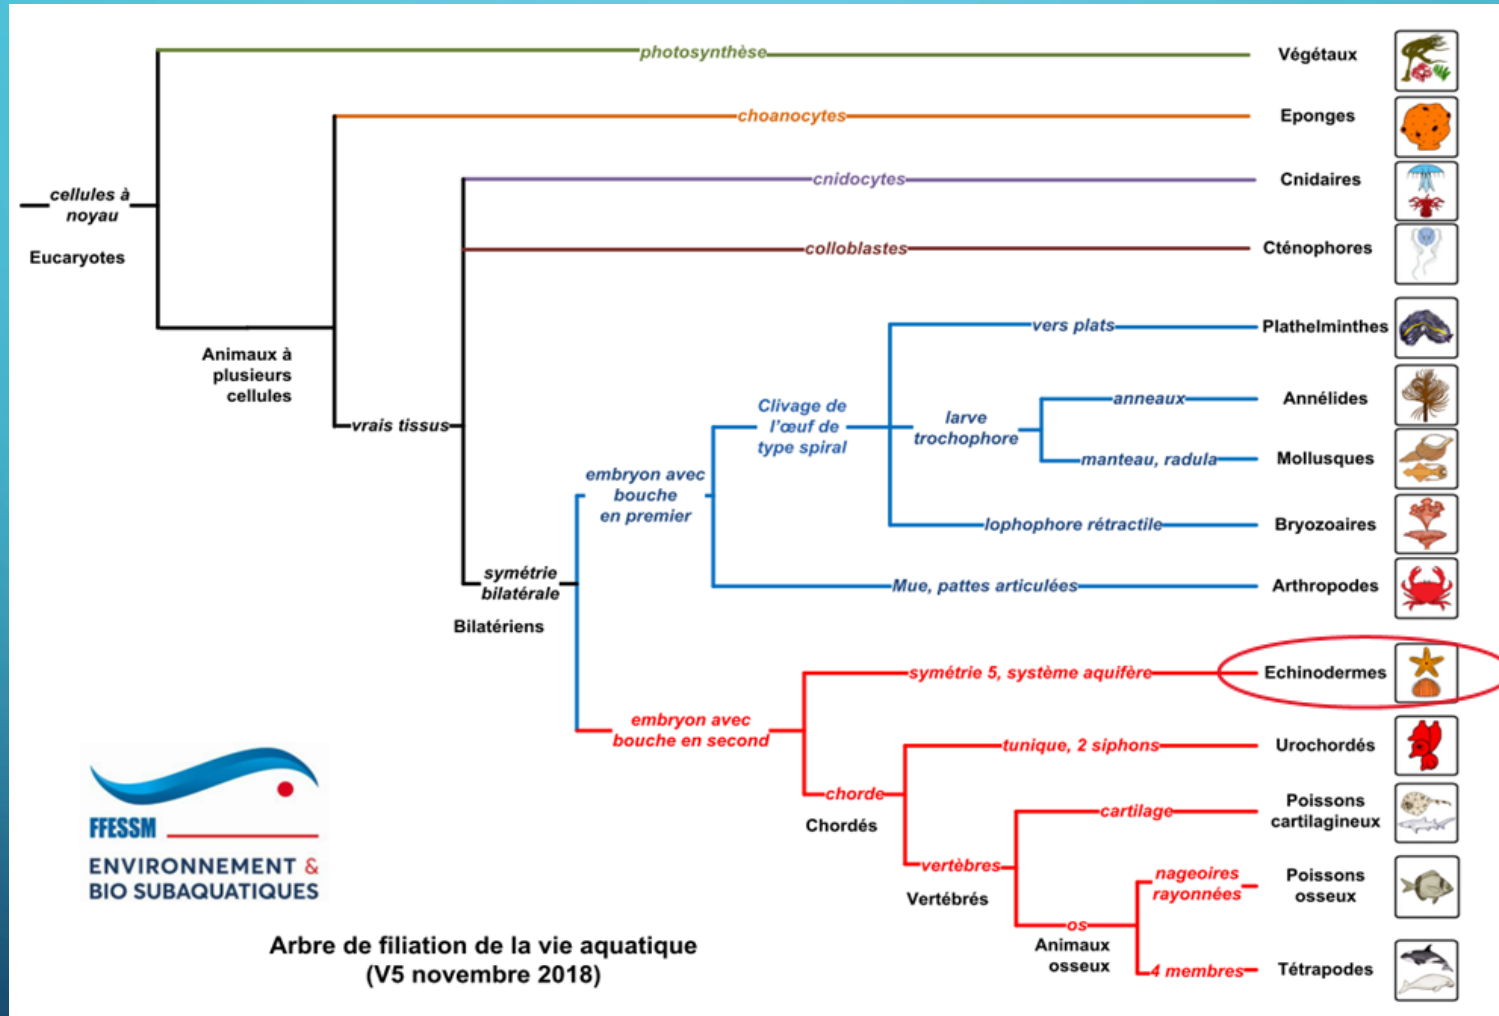 photosynthèse
Végétaux
choanocytes
Eponges
cnidocytes
Cnidaires
cellules à
noyau
Eucaryotes
colloblastes
Cténophores
vers plats
Plathelminthes
Animaux à
plusieurs
cellules
vrais tissus
Clivage de
l'œuf de
type spiral
larve
trochophore
anneaux
Annélides
manteau, radula
Mollusques
embryon avec
bouche
en premier
lophophore rétractile
Bryozoaires
symétrie
bilatérale
Bilatériens
Mue, pattes articulées
Arthropodes
symétrie 5, système aquifère
Echinodermes
embryon avec
bouche en second
tunique, 2 siphons
Urochordés
chorde
Chordés
cartilage
Poissons
cartilagineux
vertèbres
Vertébrés
nageoires
rayonnées
Poissons
osseux
os
Animaux
osseux
4 membres
Tétrapodes
FFESSM
ENVIRONNEMENT &
BIO SUBAQUATIQUES
Arbre de filiation de la vie aquatique
(V5 novembre 2018)